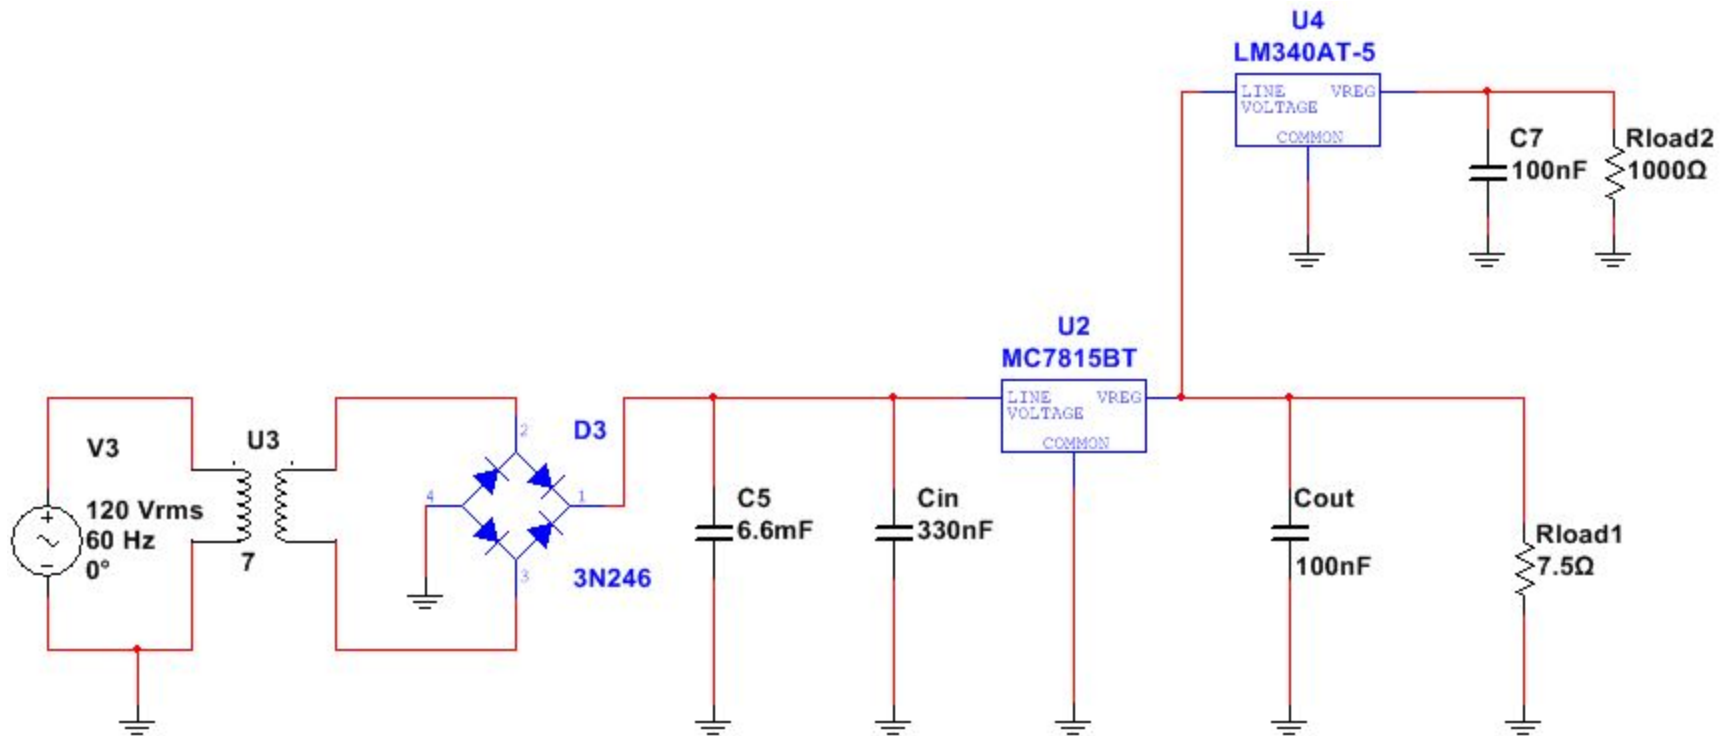 U4
LM340AT-5
LINE VREG
VOLTAGE
COMMON
C7
100nF
Rload2
1000Ω
U2
MC7815BT
LINE VREG
VOLTAGE
COMMON
V3
120 Vrms
60 Hz
0°
+
U3
7
2
D3
4
1
3
3N246
C5
6.6mF
Cin
330nF
Cout
100nF
Rload1
7.5Ω